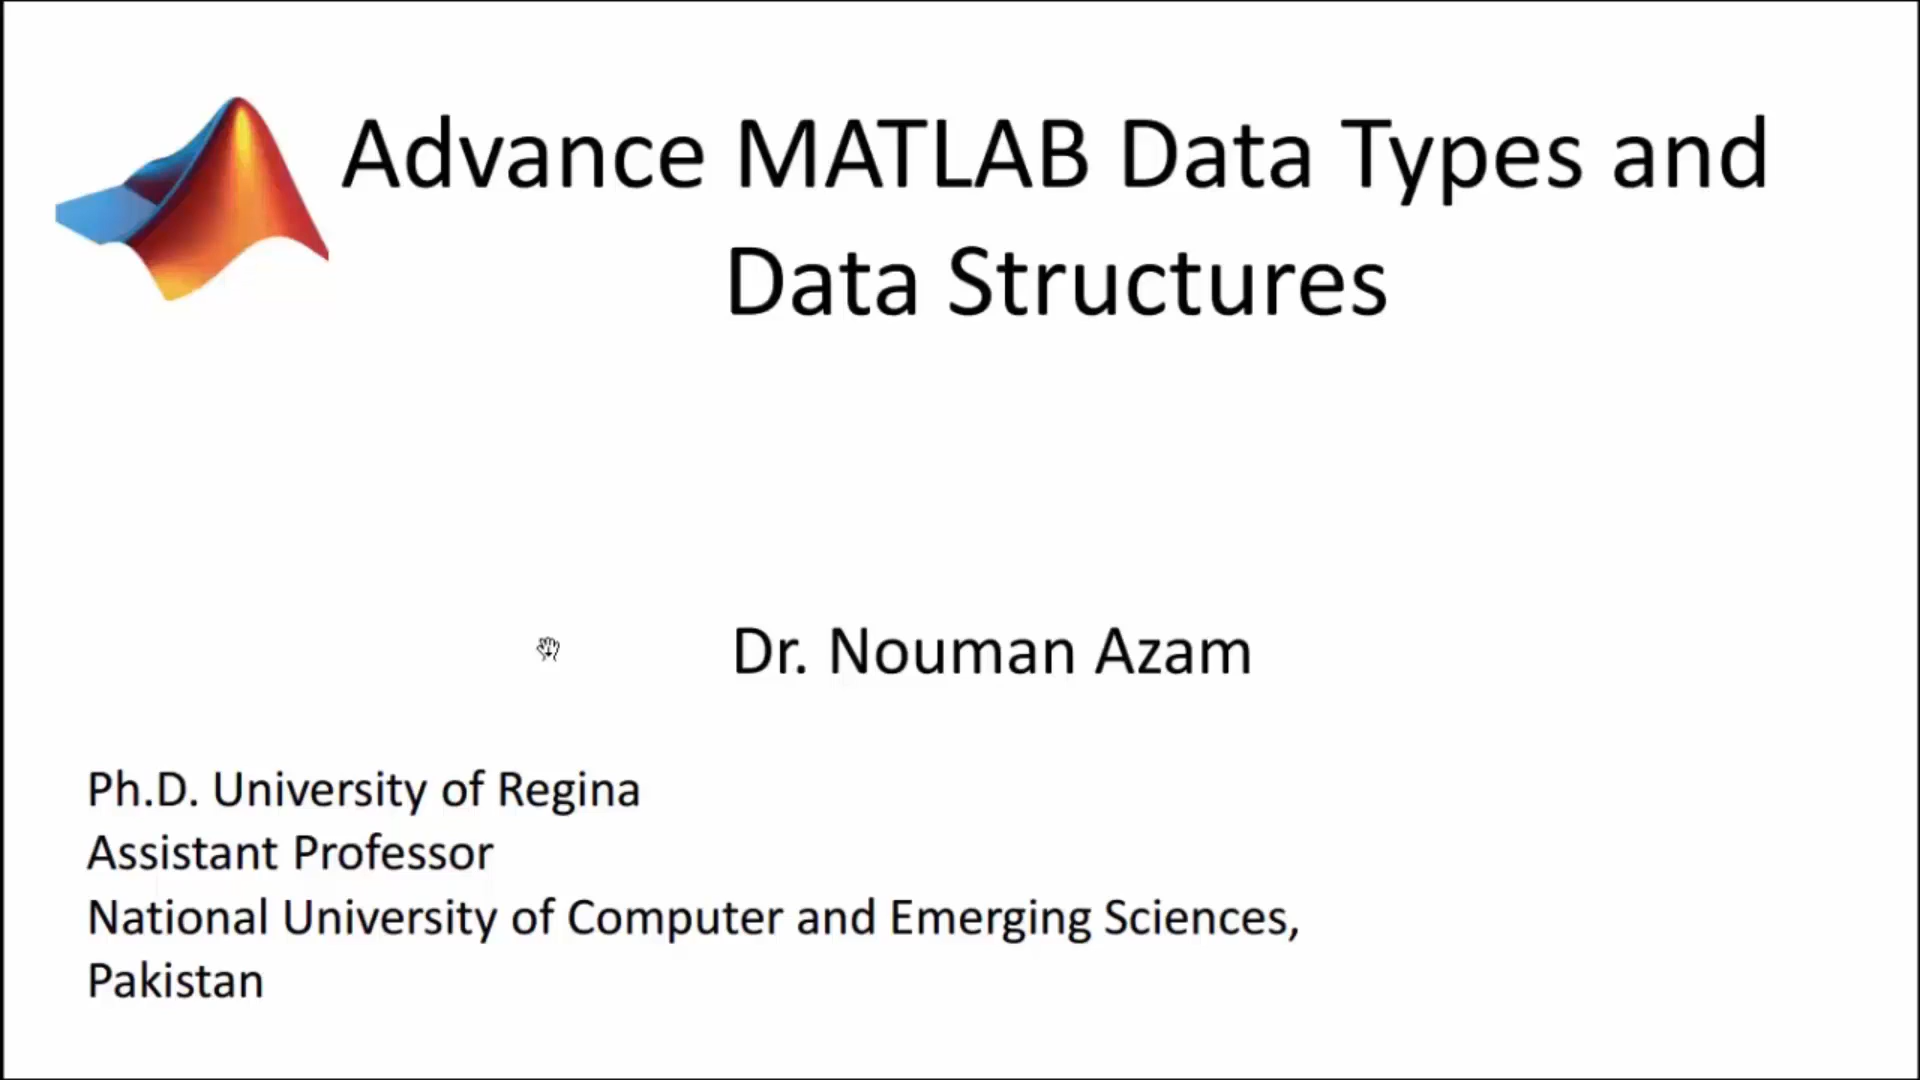 Advance MATLAB Data Types and
Data Structures
Dr. Nouman Azam
Ph.D. University of Regina
Assistant Professor
National University of Computer and Emerging Sciences,
Pakistan